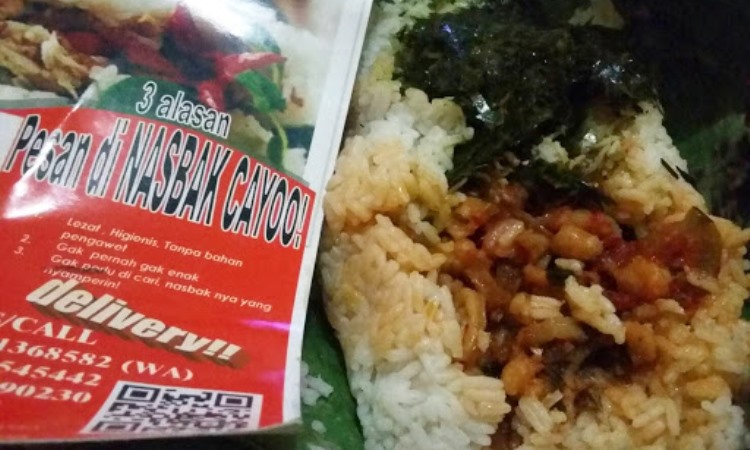 3 alasan
Pesan di NASBAK CAYOO!
Lezat, Higienis, Tanpa bahan
pengawet
2. Gak pernah gak enak
3. Gak perlu di cari, nasbak nya yang
nyamperin!
delivery!!
/CALL
4368582 (WA)
545442
90230